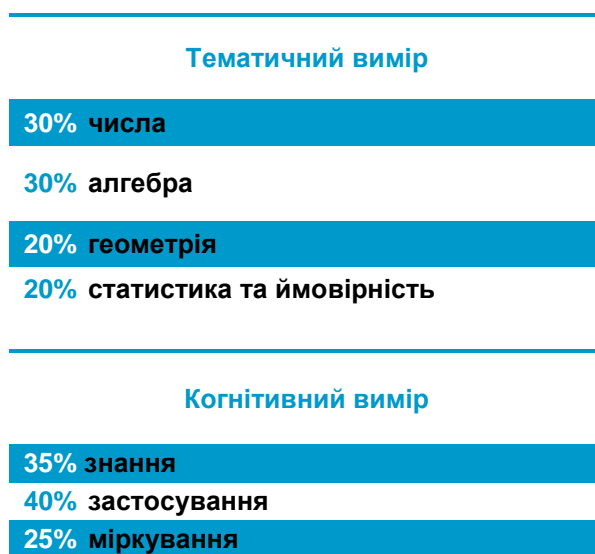 Тематичний вимір
30% числа
30% алгебра
20% геометрія
20% статистика та ймовірність
Когнітивний вимір
35% знання
40% застосування
25% міркування